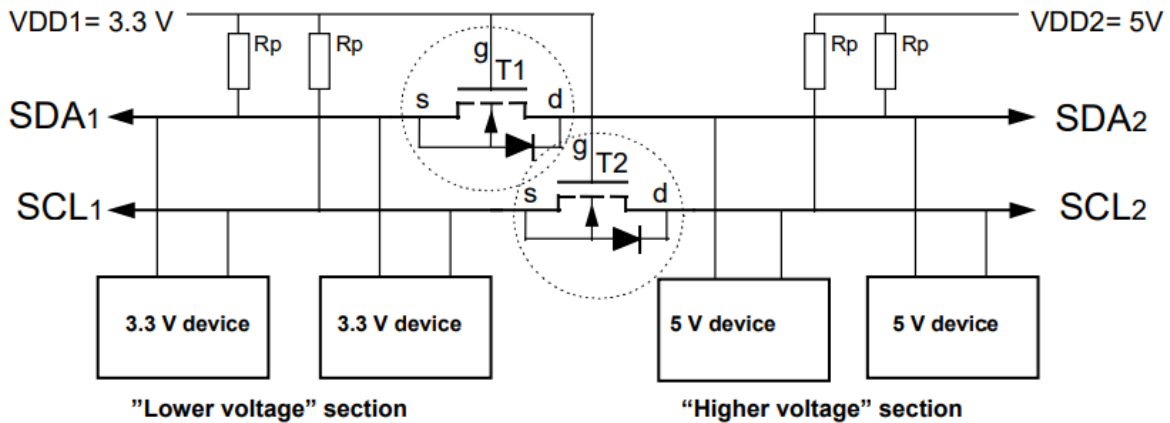 VDD1= 3.3 V
VDD2= 5V
Rp
Rp
Rp
Rp
g
T1
s
d
SDA1
SDA2
g
T2
s
d
SCL1
SCL2
3.3 V device
3.3 V device
5 V device
5 V device
”Lower voltage” section
“Higher voltage” section